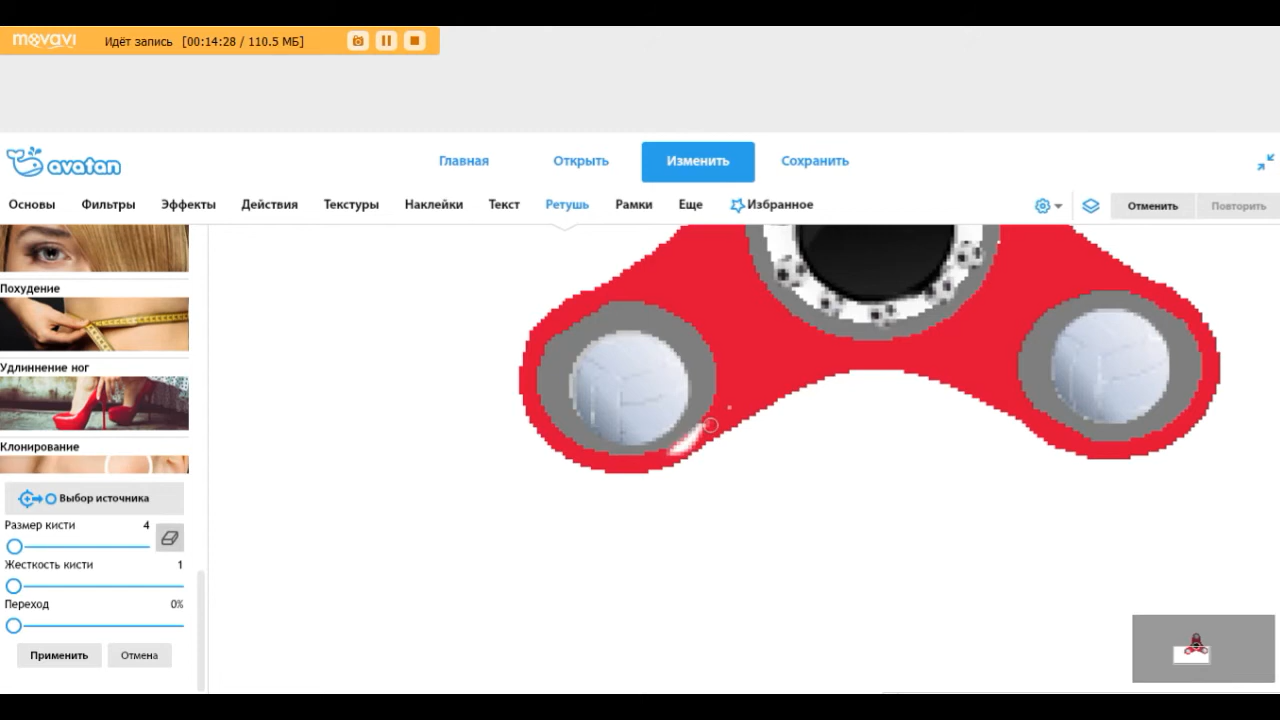 movavi
Идёт запись [00:14:28 / 110.5 МБ]
avatan
Главная Открыть Изменить Сохранить
Основы Фильтры Эффекты Действия Текстуры Наклейки Текст Ретушь Рамки Еще Избранное
Отменить Повторить
Похудение
Удлиннение ног
Клонирование
Выбор источника
Размер кисти 4
Жесткость кисти 1
Переход 0%
Применить Отмена